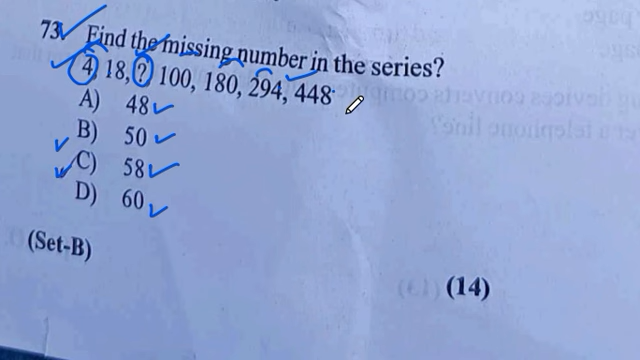 73. Find the missing number in the series?
4, 18, ? 100, 180, 294, 448
A) 48
B) 50
C) 58
D) 60
(Set-B)
(14)